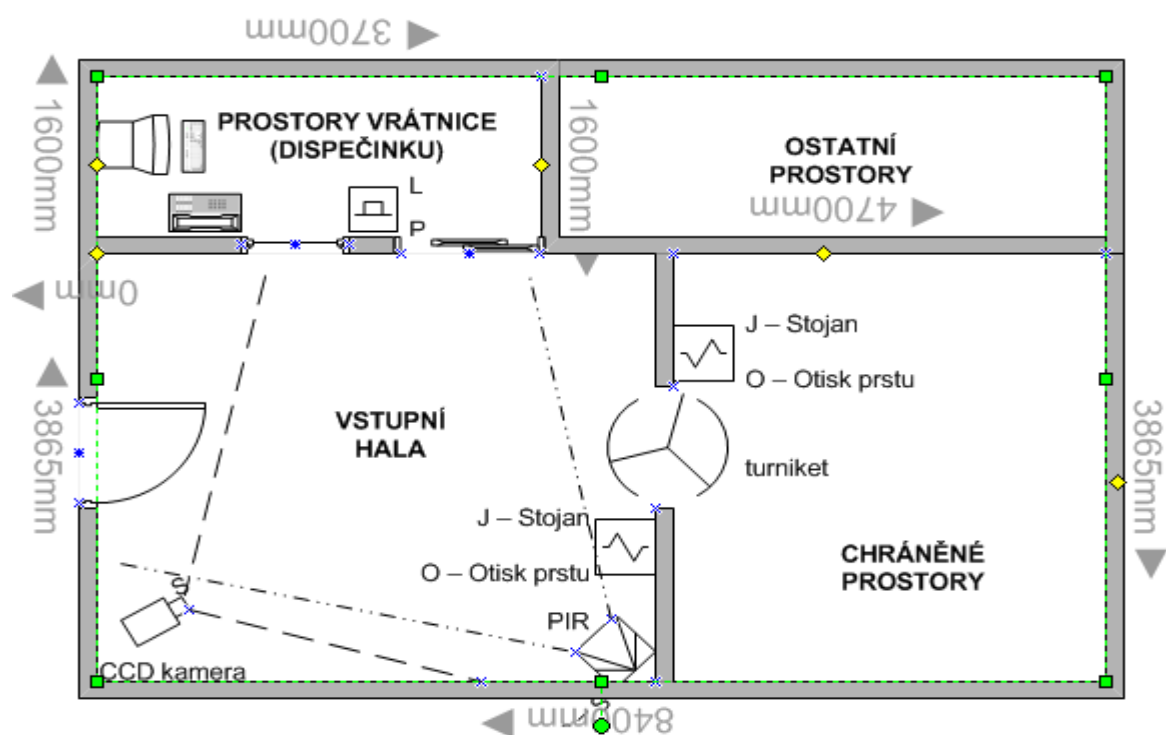 3700mm
1600mm
PROSTORY VRÁTNICE
(DISPEČINKU)
L
P
1600mm
OSTATNÍ
PROSTORY
4700mm
0mm
J – Stojan
O – Otisk prstu
3865mm
VSTUPNÍ
HALA
3865mm
turniket
J – Stojan
O – Otisk prstu
CHRÁNĚNÉ
PROSTORY
PIR
CCD kamera
8400mm